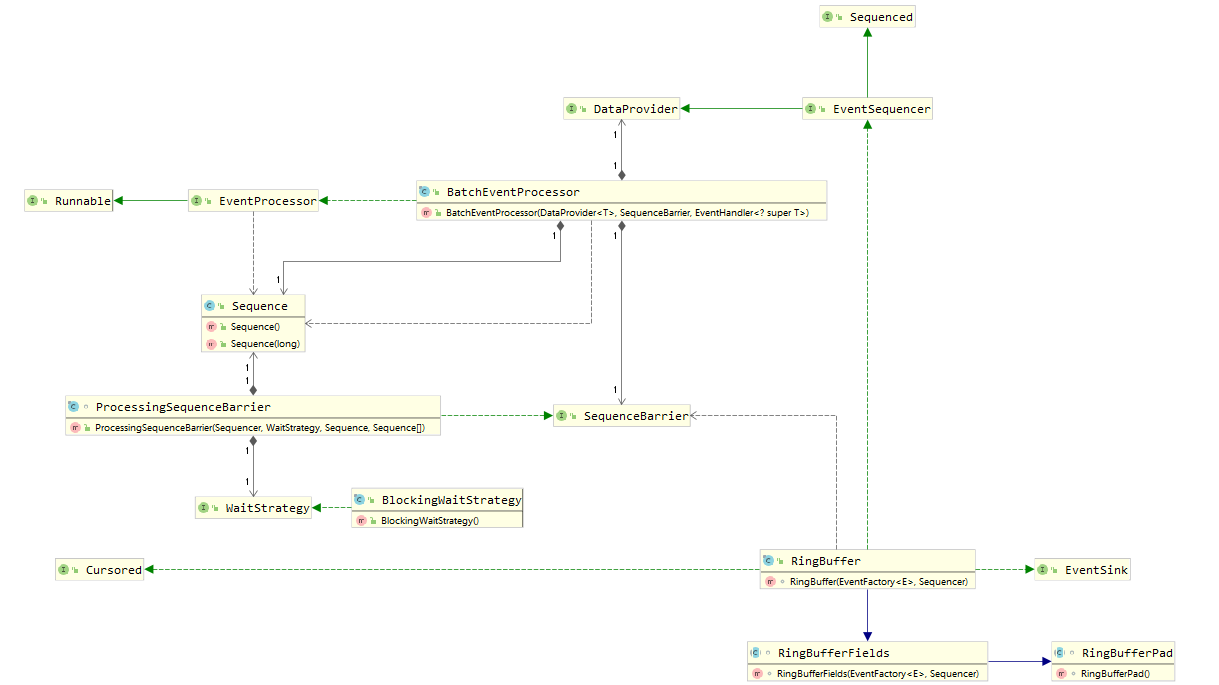 Sequenced
DataProvider
EventSequencer
1
1
BatchEventProcessor
BatchEventProcessor(DataProvider<T>, SequenceBarrier, EventHandler<? super T>)
Runnable
EventProcessor
1
1
1
Sequence
Sequence()
Sequence(long)
1
1
1
ProcessingSequenceBarrier
ProcessingSequenceBarrier(Sequencer, WaitStrategy, Sequence, Sequence[])
SequenceBarrier
1
1
WaitStrategy
BlockingWaitStrategy
BlockingWaitStrategy()
Cursored
RingBuffer
RingBuffer(EventFactory<E>, Sequencer)
EventSink
RingBufferFields
RingBufferFields(EventFactory<E>, Sequencer)
RingBufferPad
RingBufferPad()